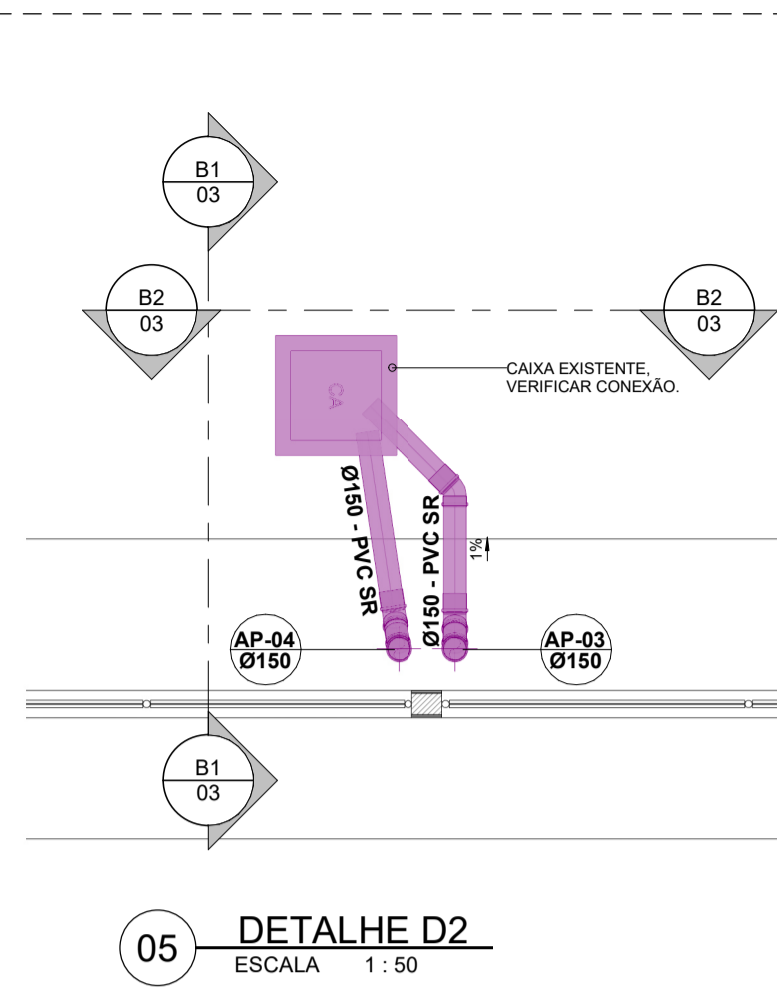 B1
03
B2
03
B2
03
CAIXA EXISTENTE,
VERIFICAR CONEXÃO.
CA
Ø150 - PVC SR
Ø150 - PVC SR
1%
AP-04
Ø150
AP-03
Ø150
B1
03
05
DETALHE D2
ESCALA 1 : 50